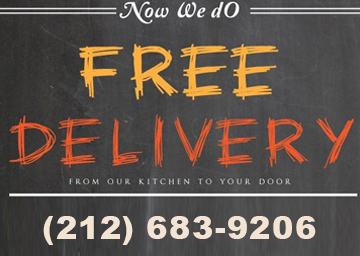 Now We dO
FREE
DELIVERY
FROM OUR KITCHEN TO YOUR DOOR
(212) 683-9206